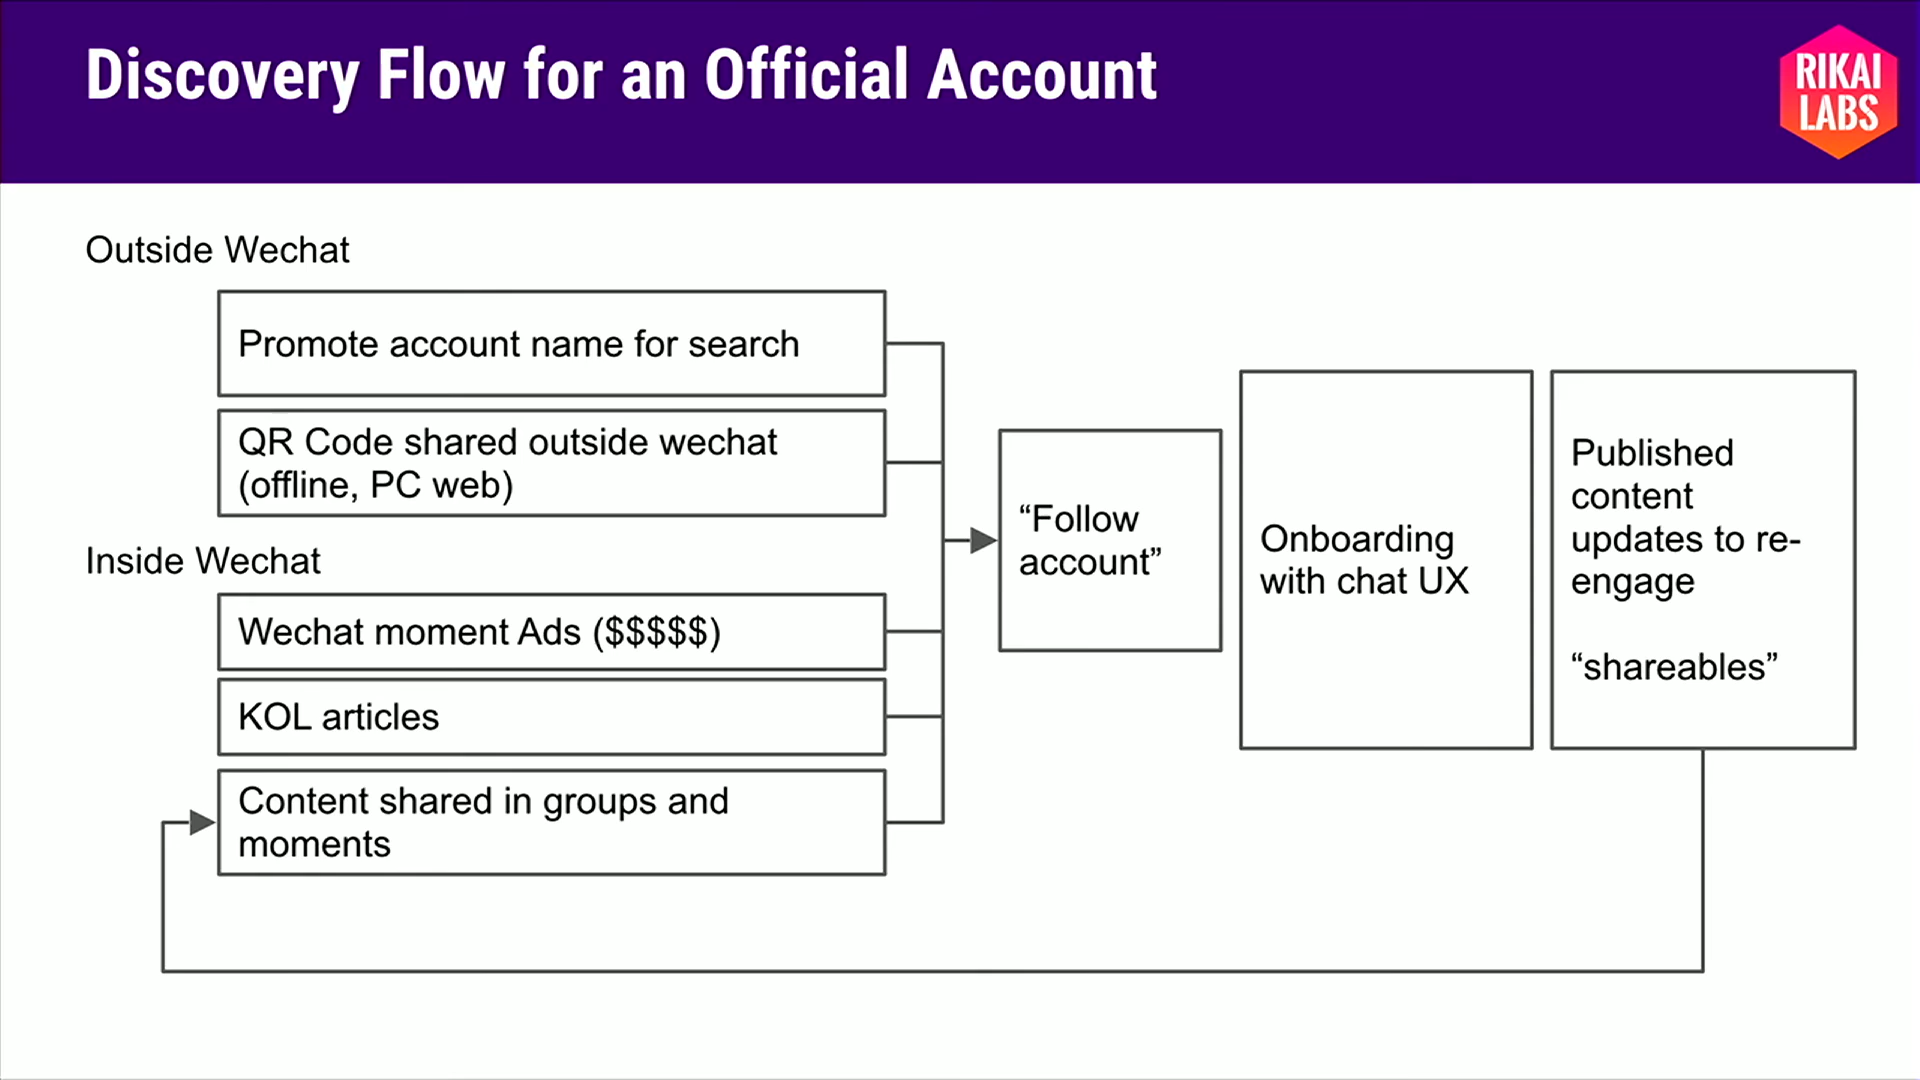 Discovery Flow for an Official Account
RIKAI
LABS
Outside Wechat
Promote account name for search
QR Code shared outside wechat
(offline, PC web)
Inside Wechat
Wechat moment Ads ($$$$$)
KOL articles
Content shared in groups and
moments
“Follow
account”
Onboarding
with chat UX
Published
content
updates to re-
engage
“shareables”